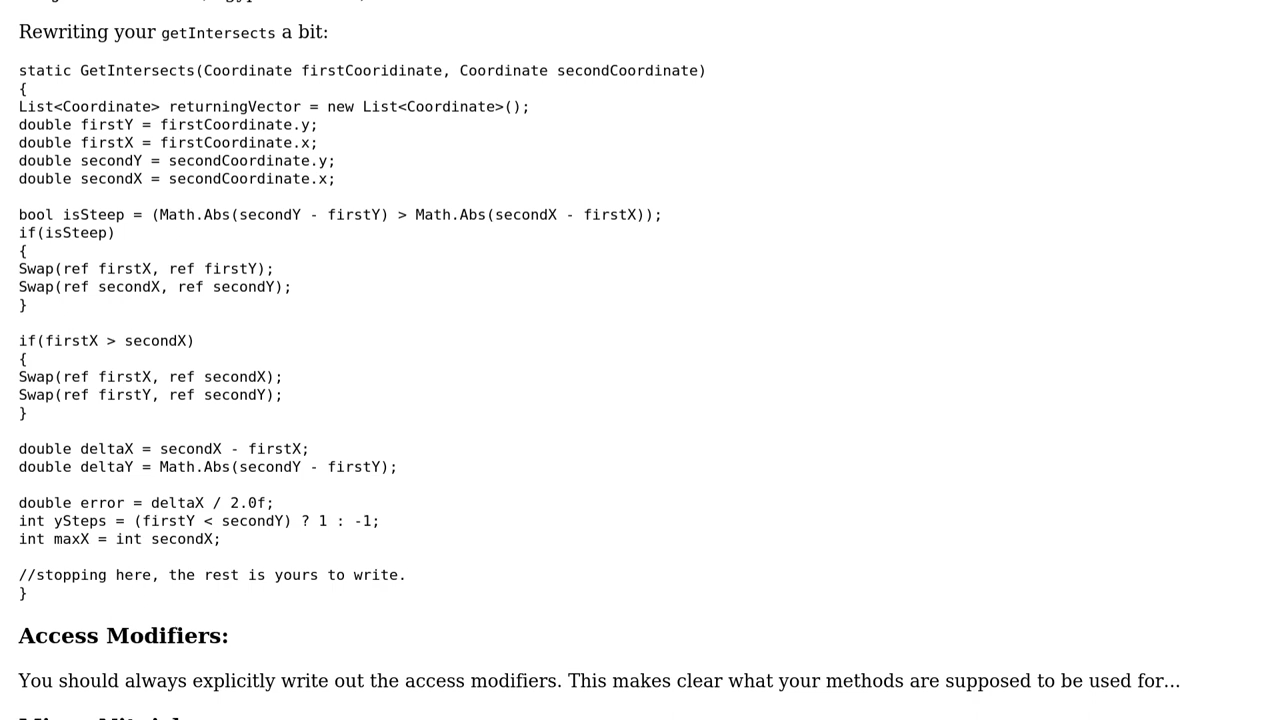 Rewriting your getIntersects a bit:
static GetIntersects(Coordinate firstCooridinate, Coordinate secondCoordinate)
{
List<Coordinate> returningVector = new List<Coordinate>();
double firstY = firstCoordinate.y;
double firstX = firstCoordinate.x;
double secondY = secondCoordinate.y;
double secondX = secondCoordinate.x;
bool isSteep = (Math.Abs(secondY - firstY) > Math.Abs(secondX - firstX));
if(isSteep)
{
Swap(ref firstX, ref firstY);
Swap(ref secondX, ref secondY);
}
if(firstX > secondX)
{
Swap(ref firstX, ref secondX);
Swap(ref firstY, ref secondY);
}
double deltaX = secondX - firstX;
double deltaY = Math.Abs(secondY - firstY);
double error = deltaX / 2.0f;
int ySteps = (firstY < secondY) ? 1 : -1;
int maxX = int secondX;
//stopping here, the rest is yours to write.
}
Access Modifiers:
You should always explicitly write out the access modifiers. This makes clear what your methods are supposed to be used for...